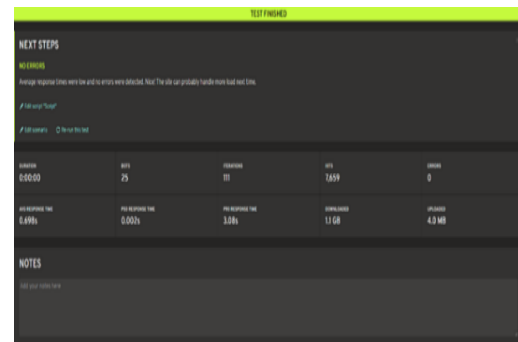 TEST FINISHED
NEXT STEPS
NO ERRORS
Average response times were low and no errors were detected. Nice! The site can probably handle more load next time.
Edit script "Script"
Edit scenario Re-run this test
DURATION BOTS ITERATIONS HITS ERRORS
0:00:00 25 111 7,659 0
AVG RESPONSE TIME RESPONSE TIME RESPONSE TIME DOWNLOADED UPLOADED
0.698s 0.002s 3.08s 1.1 GB 4.0 MB
NOTES
Add your notes here